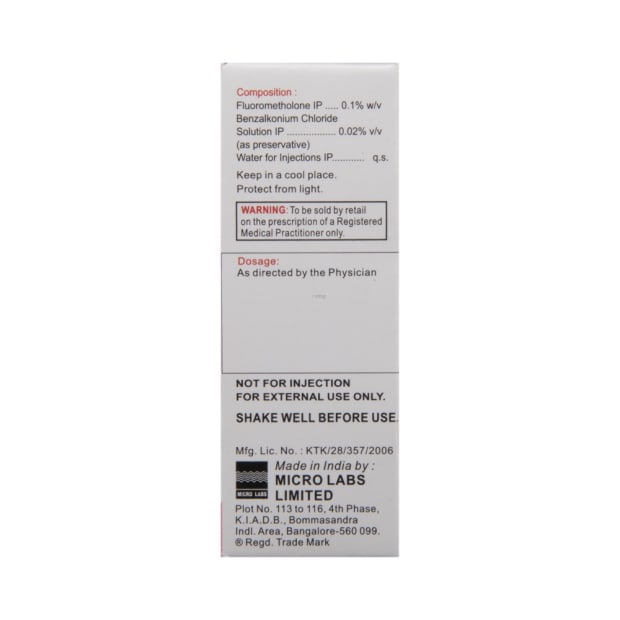 Composition :
Fluorometholone IP ..... 0.1% w/v
Benzalkonium Chloride
Solution IP ................. 0.02% v/v
(as preservative)
Water for Injections IP........... q.s.
Keep in a cool place.
Protect from light.
WARNING: To be sold by retail
on the prescription of a Registered
Medical Practitioner only.
Dosage:
As directed by the Physician
NOT FOR INJECTION
FOR EXTERNAL USE ONLY.
SHAKE WELL BEFORE USE.
Mfg. Lic. No. : KTK/28/357/2006
MICRO LABS
Made in India by :
MICRO LABS
LIMITED
Plot No. 113 to 116, 4th Phase,
K.I.A.D.B., Bommasandra
Indl. Area, Bangalore-560 099.
® Regd. Trade Mark